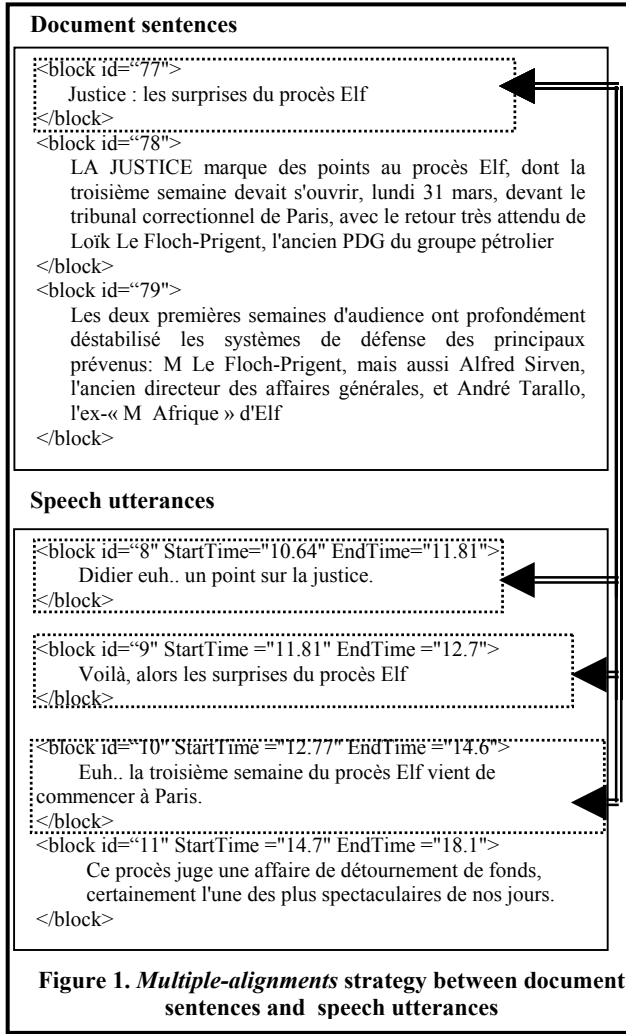 Document sentences
<block id=“77">
Justice : les surprises du procès Elf
</block>
<block id=“78">
LA JUSTICE marque des points au procès Elf, dont la
troisième semaine devait s'ouvrir, lundi 31 mars, devant le
tribunal correctionnel de Paris, avec le retour très attendu de
Loïk Le Floch-Prigent, l'ancien PDG du groupe pétrolier
</block>
<block id=“79">
Les deux premières semaines d'audience ont profondément
déstabilisé les systèmes de défense des principaux
prévenus: M Le Floch-Prigent, mais aussi Alfred Sirven,
l'ancien directeur des affaires générales, et André Tarallo,
l'ex-« M Afrique » d'Elf
</block>
Speech utterances
<block id=“8" StartTime="10.64" EndTime="11.81">
Didier euh.. un point sur la justice.
</block>
<block id=“9" StartTime ="11.81" EndTime ="12.7">
Voilà, alors les surprises du procès Elf
</block>
<block id=“10" StartTime ="12.77" EndTime ="14.6">
Euh.. la troisième semaine du procès Elf vient de
commencer à Paris.
</block>
<block id=“11" StartTime ="14.7" EndTime ="18.1">
Ce procès juge une affaire de détournement de fonds,
certainement l'une des plus spectaculaires de nos jours.
</block>
Figure 1. Multiple-alignments strategy between document
sentences and speech utterances